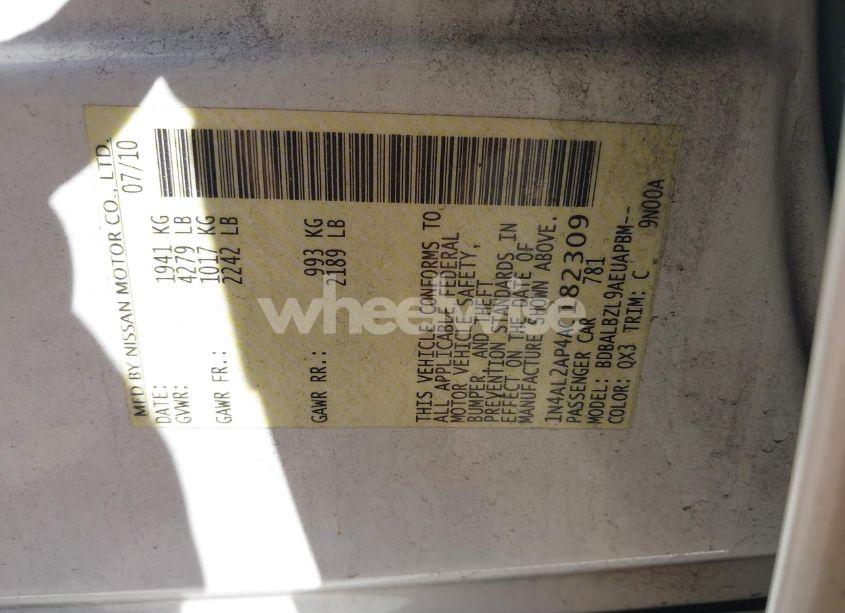 MFD BY NISSAN MOTOR CO., LTD.
DATE: 07/10
GVWR: 1941 KG
4279 LB
GAWR FR.: 1017 KG
2242 LB
GAWR RR.: 993 KG
2189 LB
THIS VEHICLE CONFORMS TO
ALL APPLICABLE FEDERAL
MOTOR VEHICLE SAFETY,
BUMPER, AND THEFT
PREVENTION STANDARDS IN
EFFECT ON THE DATE OF
MANUFACTURE SHOWN ABOVE.
1N4AL2AP4AC182309
PASSENGER CAR 781
MODEL: BDBALBZL9AEUAPBM--
COLOR: QX3 TRIM: C 9N00A
wheelwise